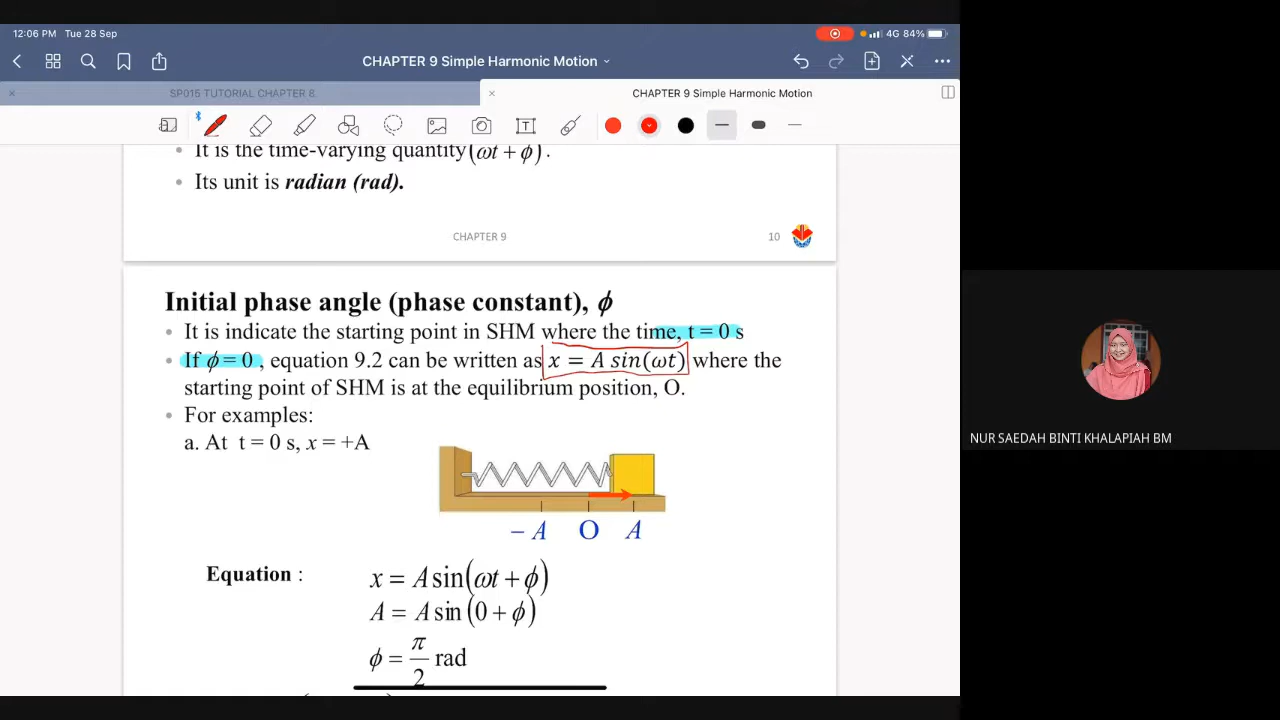 12:06 PM Tue 28 Sep
4G 84%
CHAPTER 9 Simple Harmonic Motion
SP015 TUTORIAL CHAPTER 8.
CHAPTER 9 Simple Harmonic Motion
• It is the time-varying quantity (ωt + ϕ).
• Its unit is radian (rad).
CHAPTER 9
10
Initial phase angle (phase constant), ϕ
• It is indicate the starting point in SHM where the time, t = 0 s
• If ϕ = 0 , equation 9.2 can be written as x = A sin(ωt) where the
starting point of SHM is at the equilibrium position, O.
• For examples:
a. At t = 0 s, x = +A
– A O A
Equation :
x = A sin(ωt + ϕ)
A = A sin (0 + ϕ)
ϕ = π/2 rad
NUR SAEDAH BINTI KHALAPIAH BM